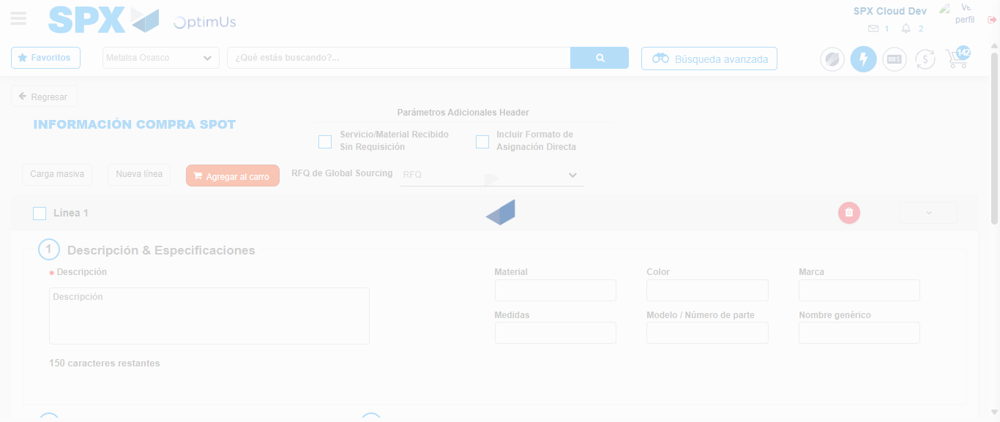 SPX
OptimUs
SPX Cloud Dev
Ve
perfil
1
2
Favoritos
Metalsa Osasco
¿Qué estás buscando?...
Búsqueda avanzada
142
Regresar
INFORMACIÓN COMPRA SPOT
Parámetros Adicionales Header
Servicio/Material Recibido
Sin Requisición
Incluir Formato de
Asignación Directa
Carga masiva
Nueva línea
Agregar al carro
RFQ de Global Sourcing
RFQ
Linea 1
1
Descripción & Especificaciones
* Descripción
Descripción
150 caracteres restantes
Material
Color
Marca
Medidas
Modelo / Número de parte
Nombre genérico